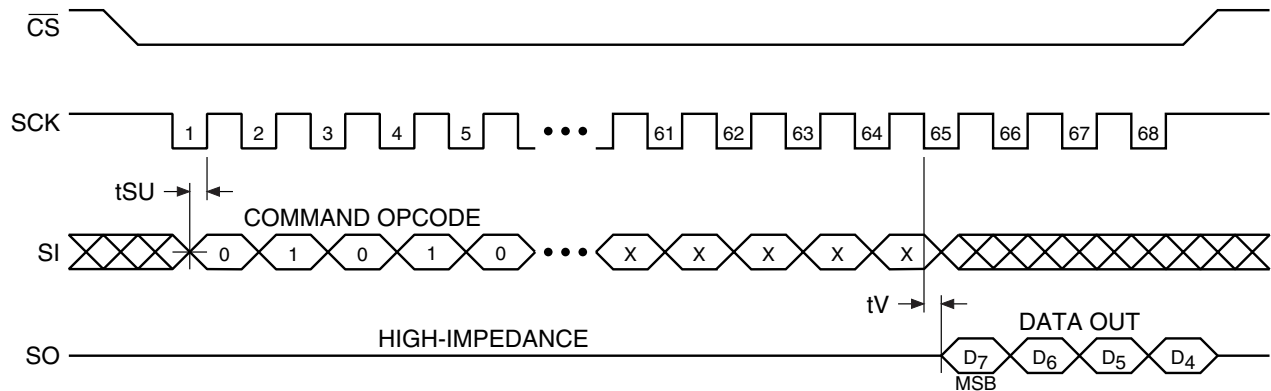 CS
SCK 1 2 3 4 5 ••• 61 62 63 64 65 66 67 68
tSU
COMMAND OPCODE
SI 0 1 0 1 0 ••• X X X X X
tV
HIGH-IMPEDANCE
DATA OUT
SO D7 D6 D5 D4
MSB